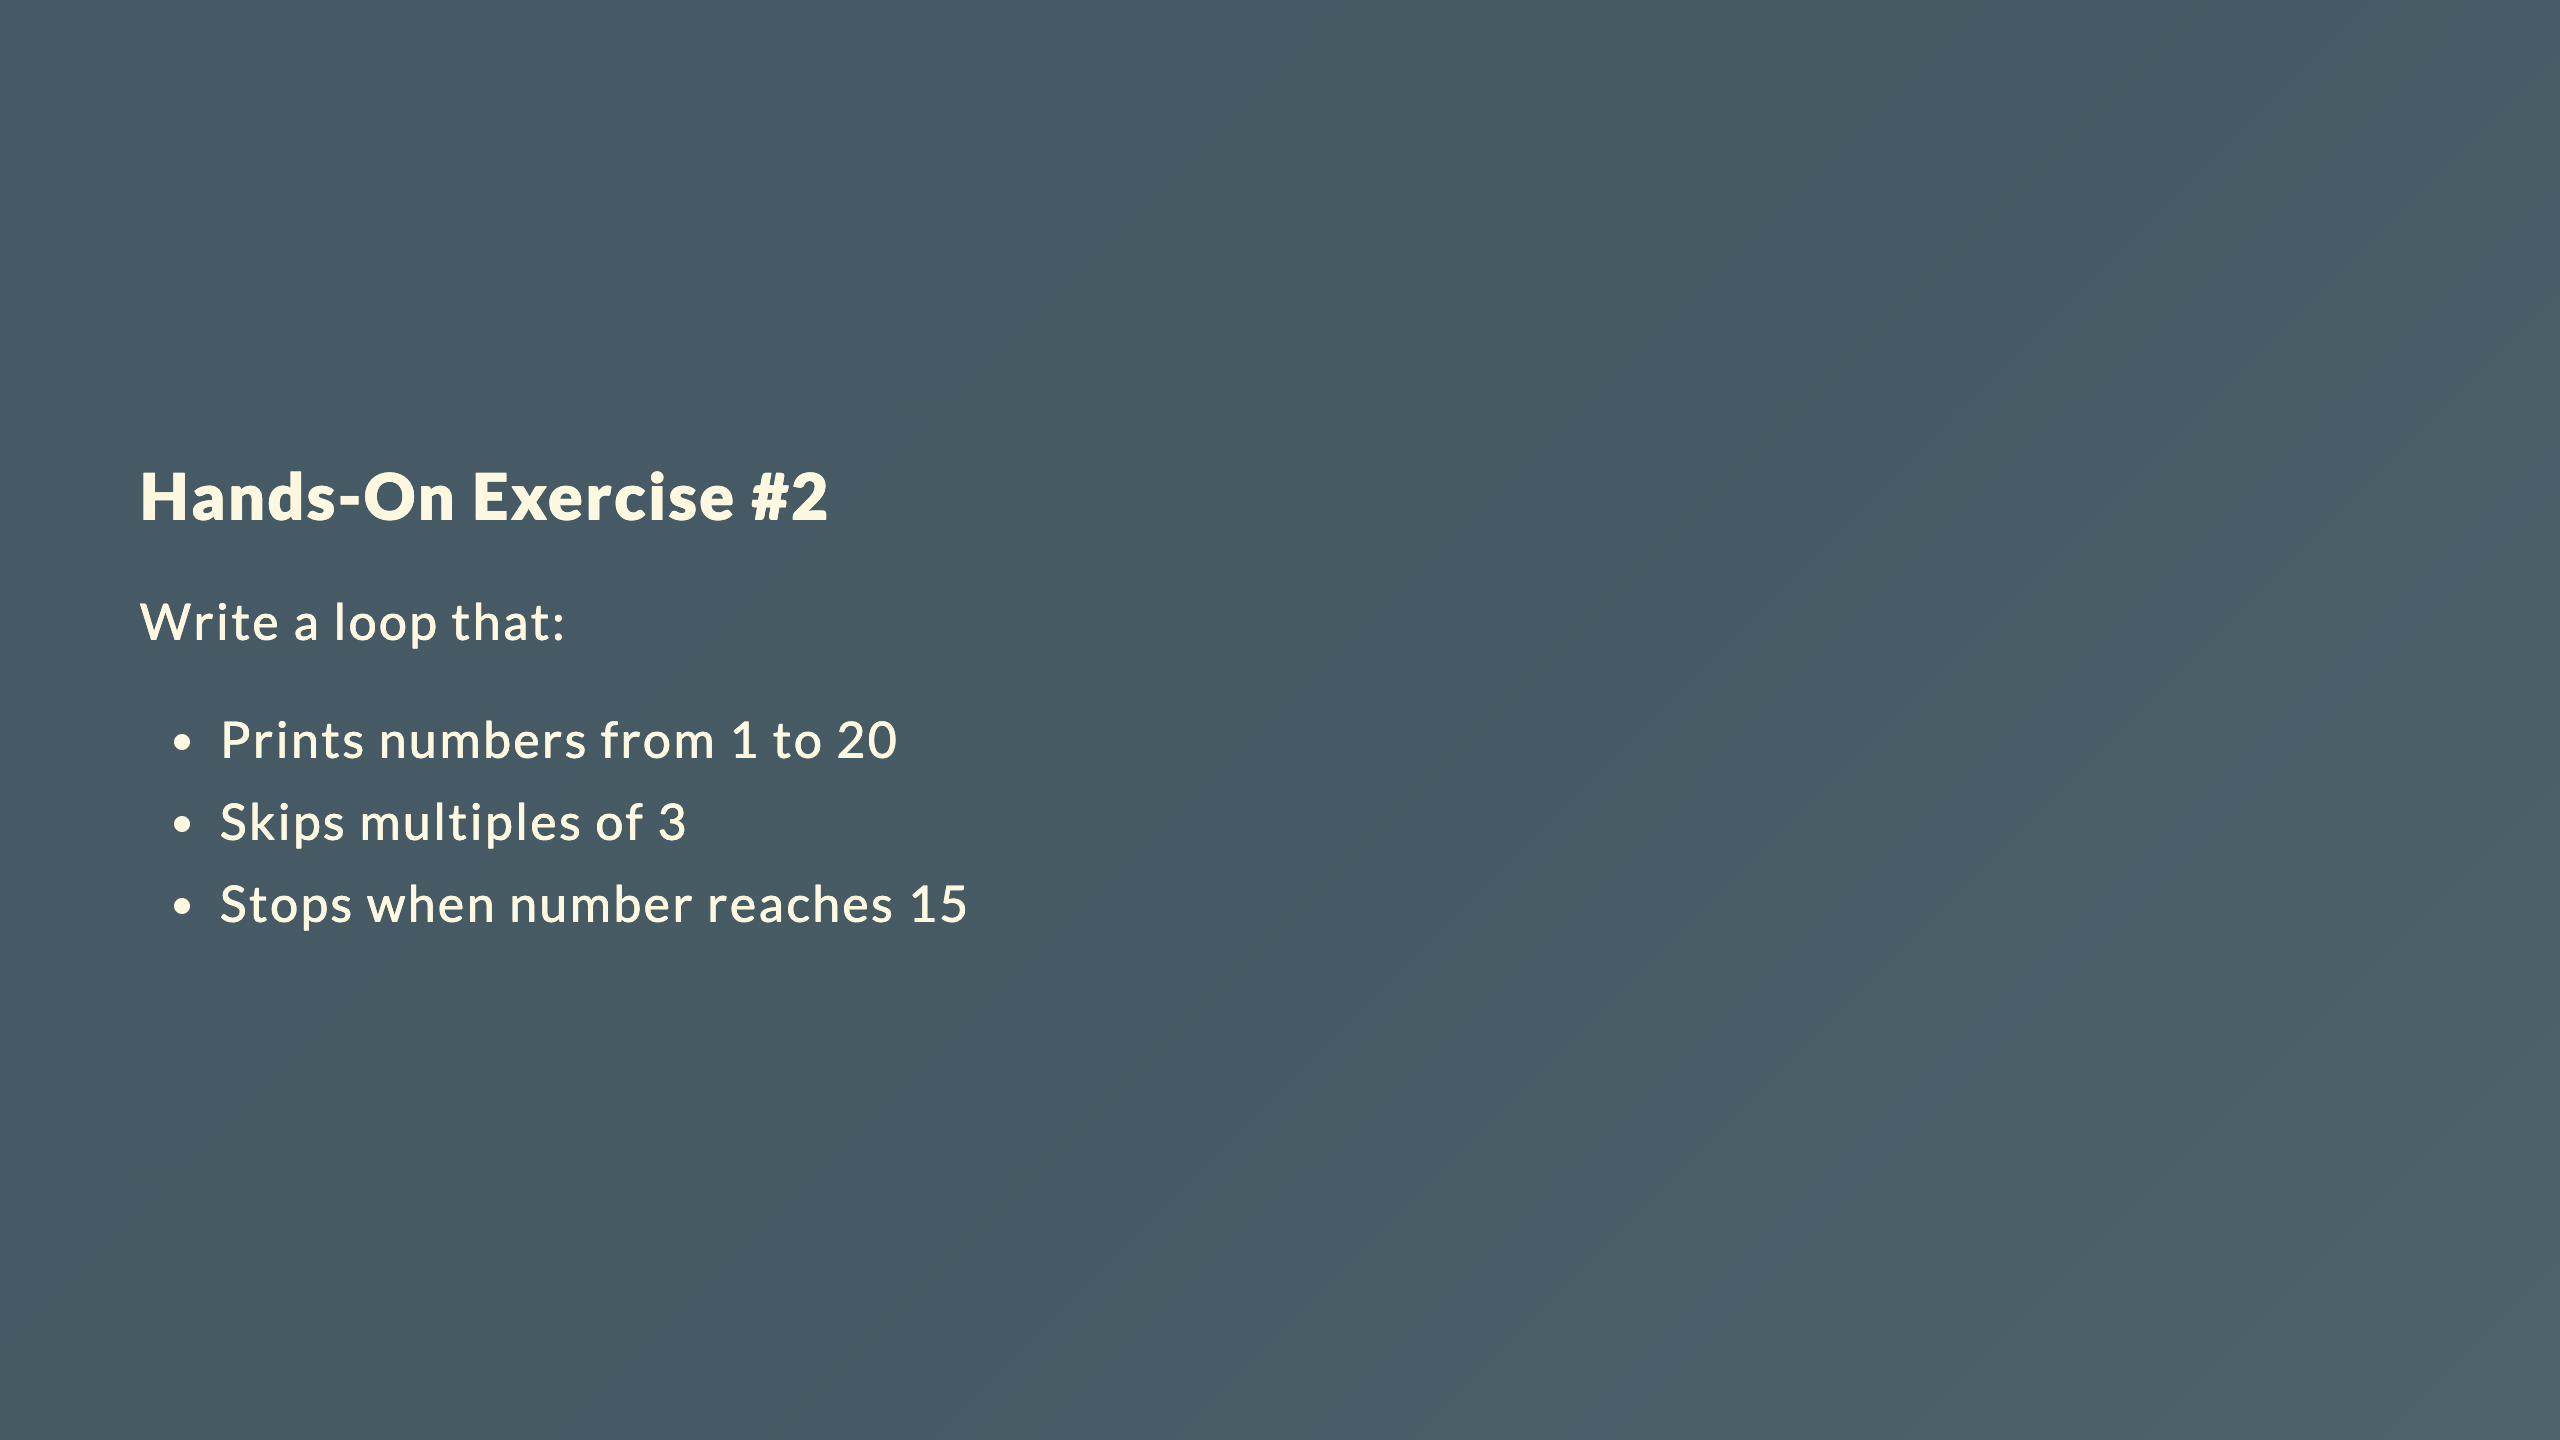 Hands-On Exercise #2
Write a loop that:
• Prints numbers from 1 to 20
• Skips multiples of 3
• Stops when number reaches 15